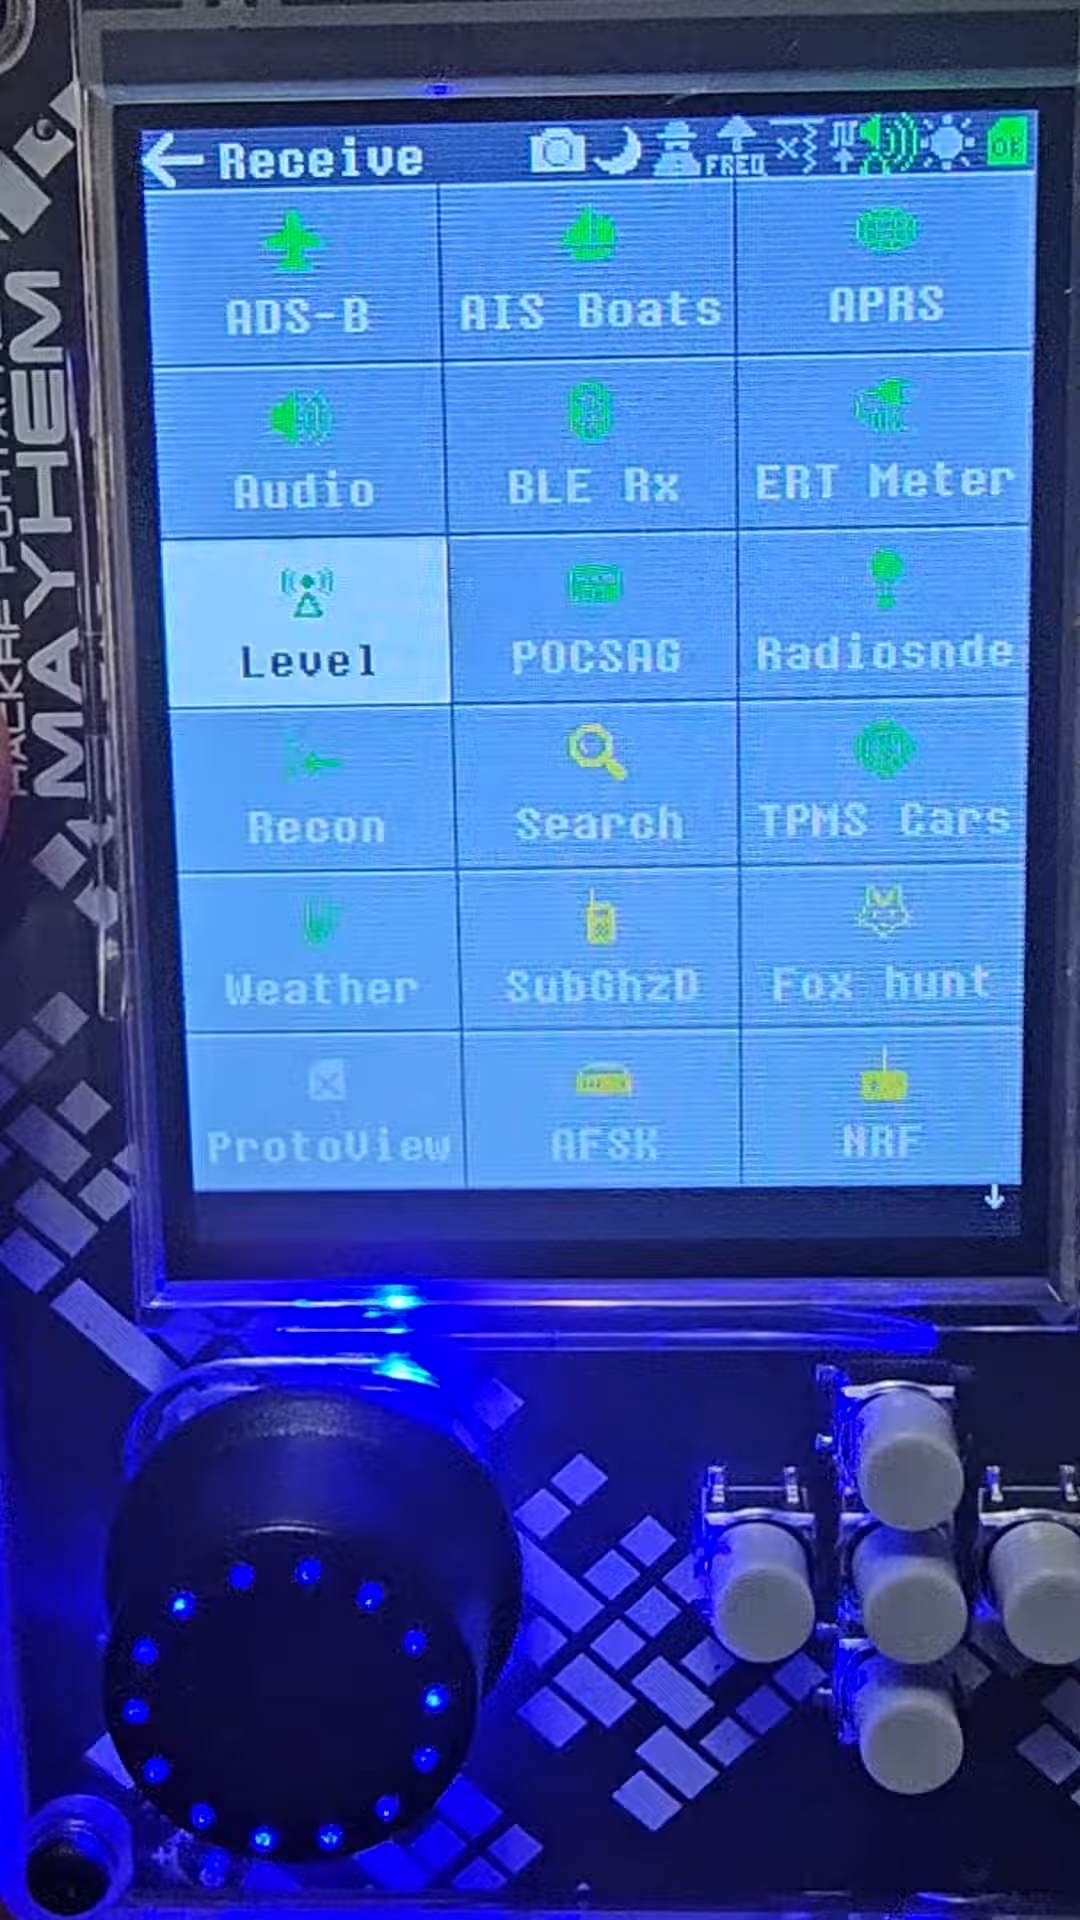 Receive
FREQ
OK
ADS-B
AIS Boats
APRS
Audio
BLE Rx
ERT Meter
Level
POCSAG
Radiosnde
Recon
Search
TPMS Cars
Weather
SubGhzD
Fox hunt
ProtoView
AFSK
NRF
MAYHEM
HACKRF